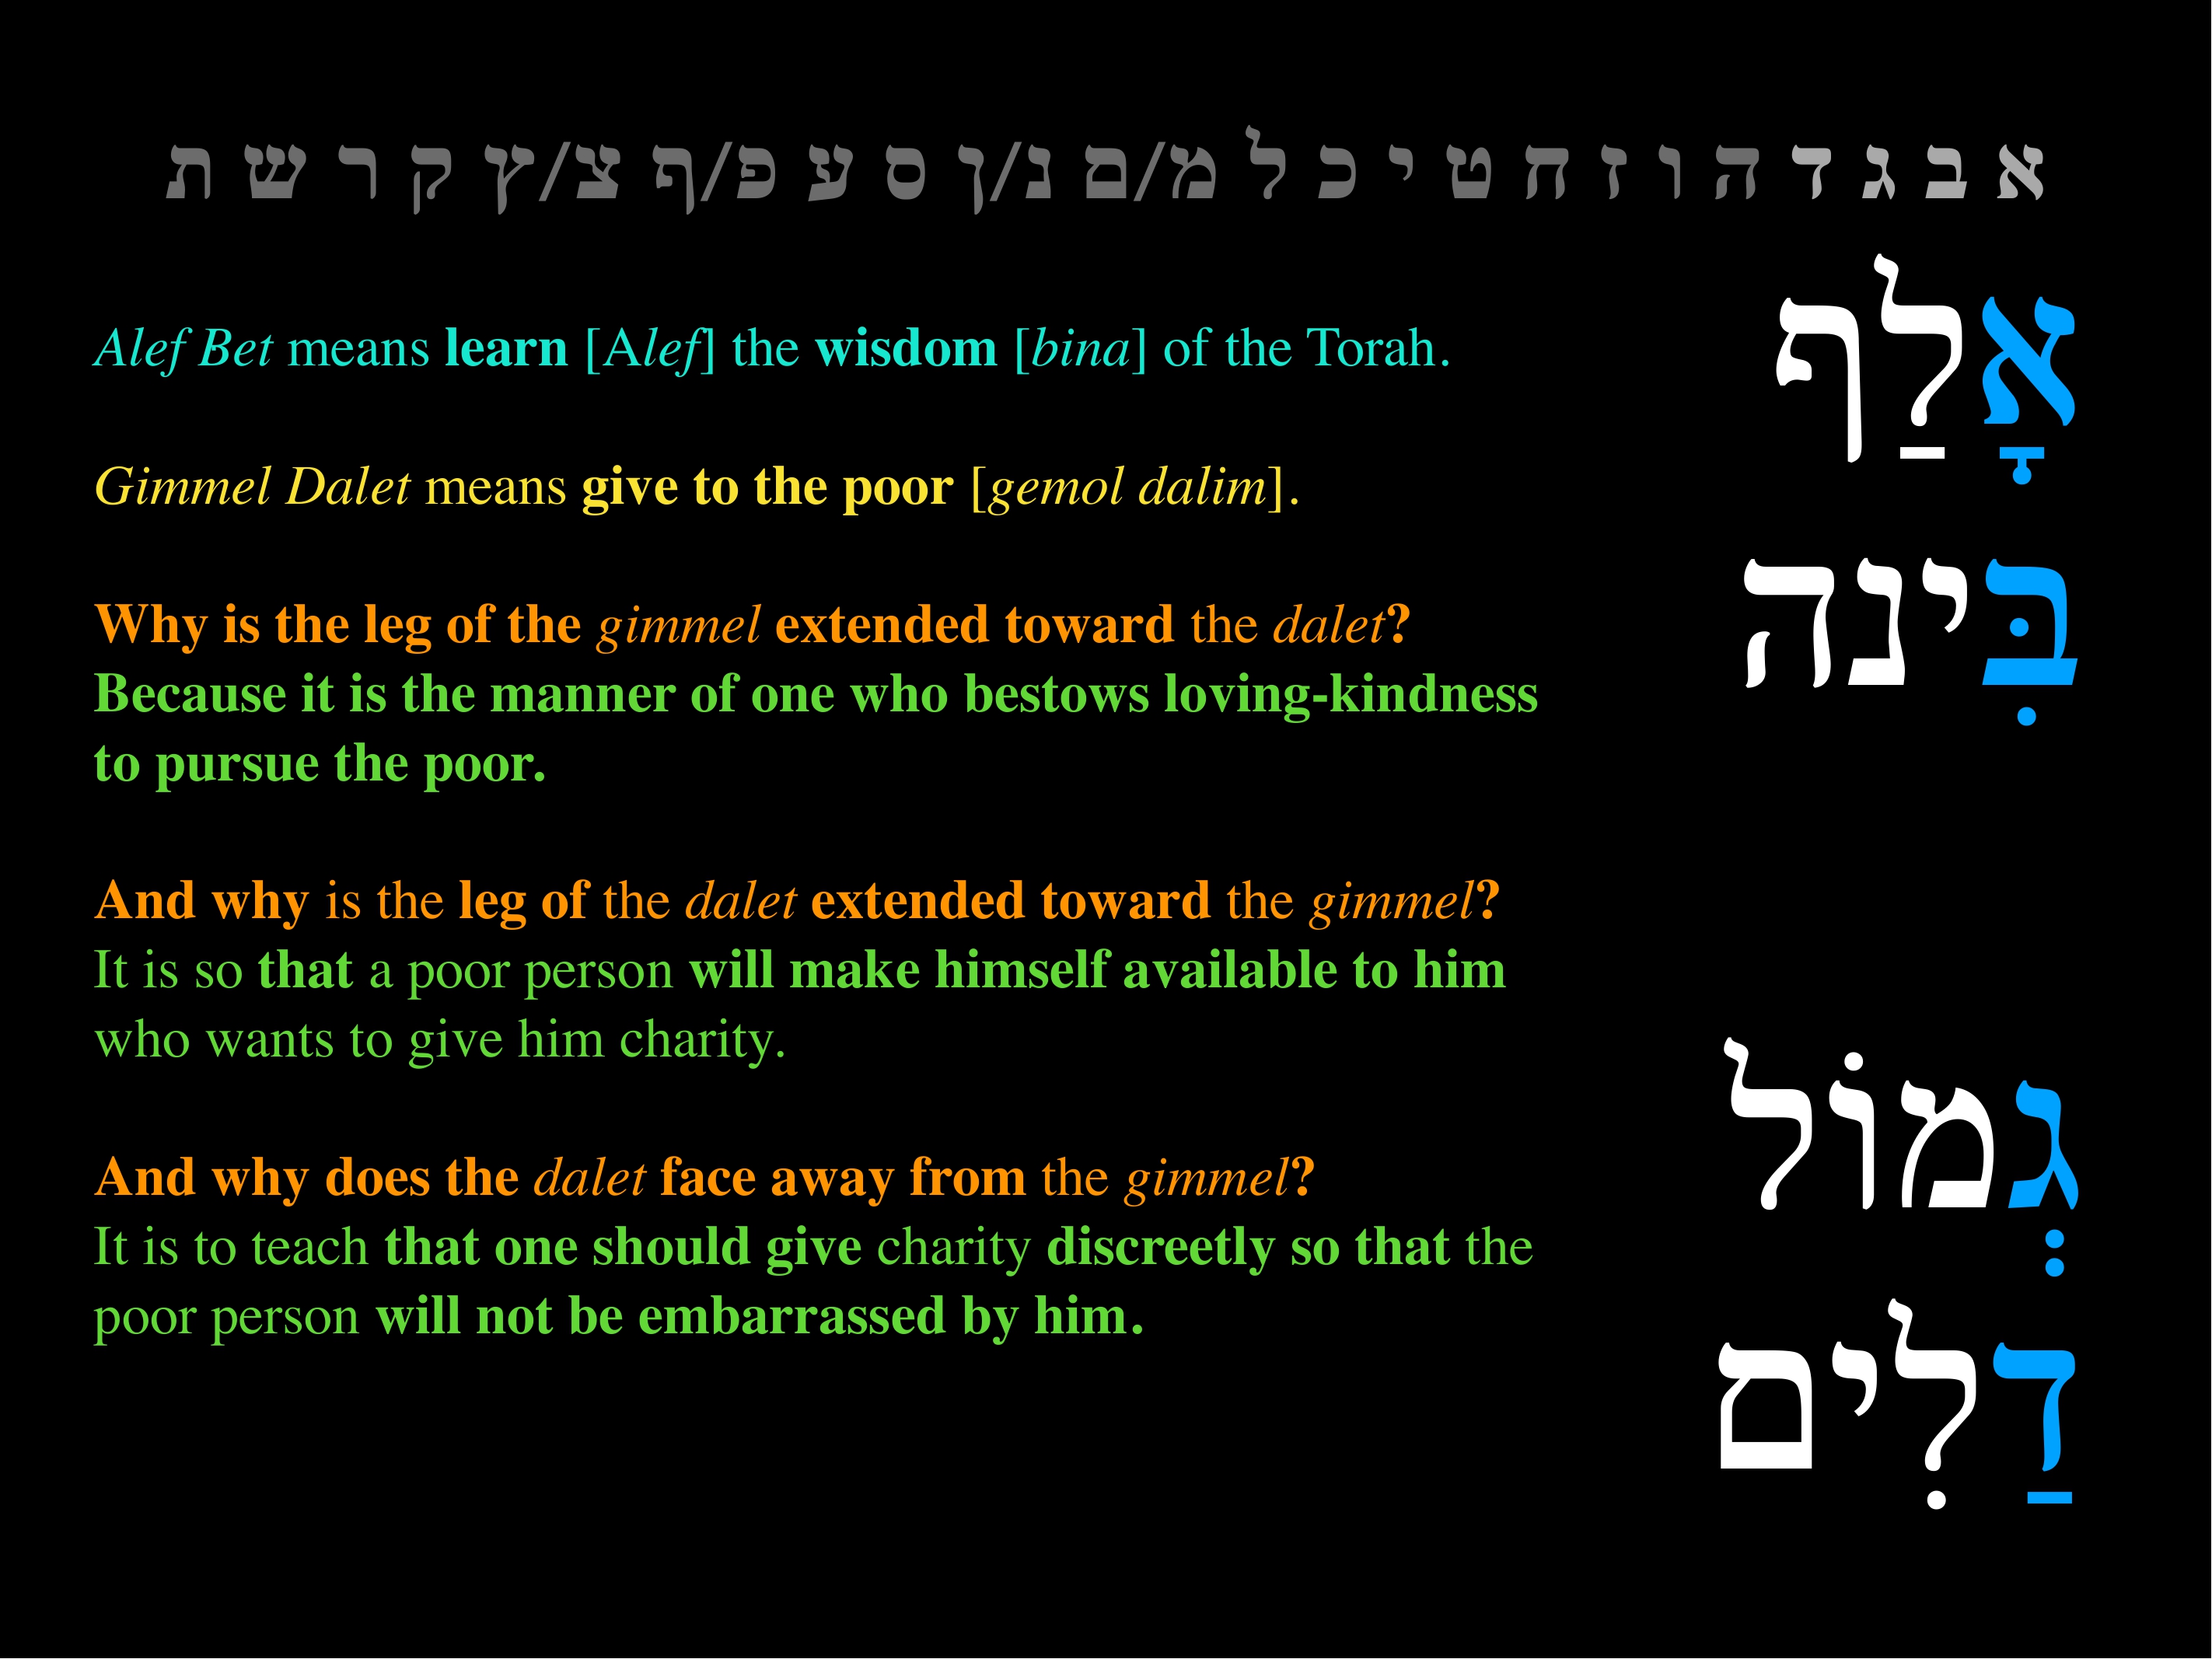 א ב ג ד ה ו ז ח ט י כ ל מ/ם נ/ן ס ע פ/ף צ/ץ ק ר ש ת
Alef Bet means learn [Alef] the wisdom [bina] of the Torah.
Gimmel Dalet means give to the poor [gemol dalim].
Why is the leg of the gimmel extended toward the dalet?
Because it is the manner of one who bestows loving-kindness
to pursue the poor.
And why is the leg of the dalet extended toward the gimmel?
It is so that a poor person will make himself available to him
who wants to give him charity.
And why does the dalet face away from the gimmel?
It is to teach that one should give charity discreetly so that the
poor person will not be embarrassed by him.
אָלַף
בִּינה
גְמוֹל
דַלִים